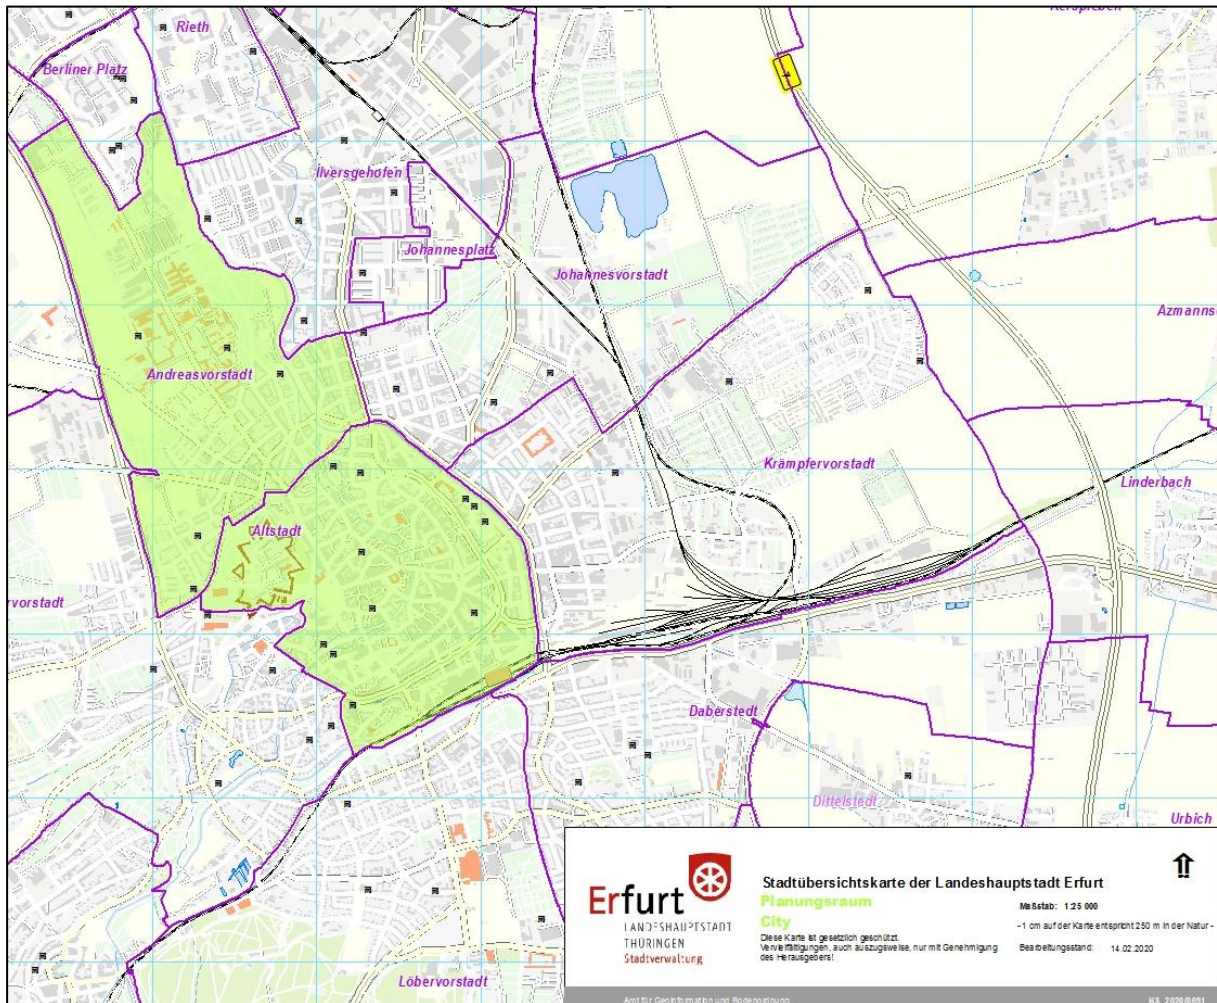 Rieth
Berliner Platz
Ilversgehofen
Johannesplatz
Johannesvorstadt
Andreasvorstadt
Krämpfervorstadt
Linderbach
Altstadt
Daberstedt
Dittelstedt
Urbich
Löbervorstadt
Erfurt
LANDESHAUPTSTADT
THÜRINGEN
Stadtverwaltung
Stadtübersichtskarte der Landeshauptstadt Erfurt
Planungsraum
City
Maßstab: 1:25 000
- 1 cm auf der Karte entspricht 250 m in der Natur -
Diese Karte ist gesetzlich geschützt.
Vervielfältigungen, auch auszugsweise, nur mit Genehmigung
des Herausgebers!
Bearbeitungsstand: 14.02.2020
Amt für Geoinformation und Bodenordnung
KS_2020/0091